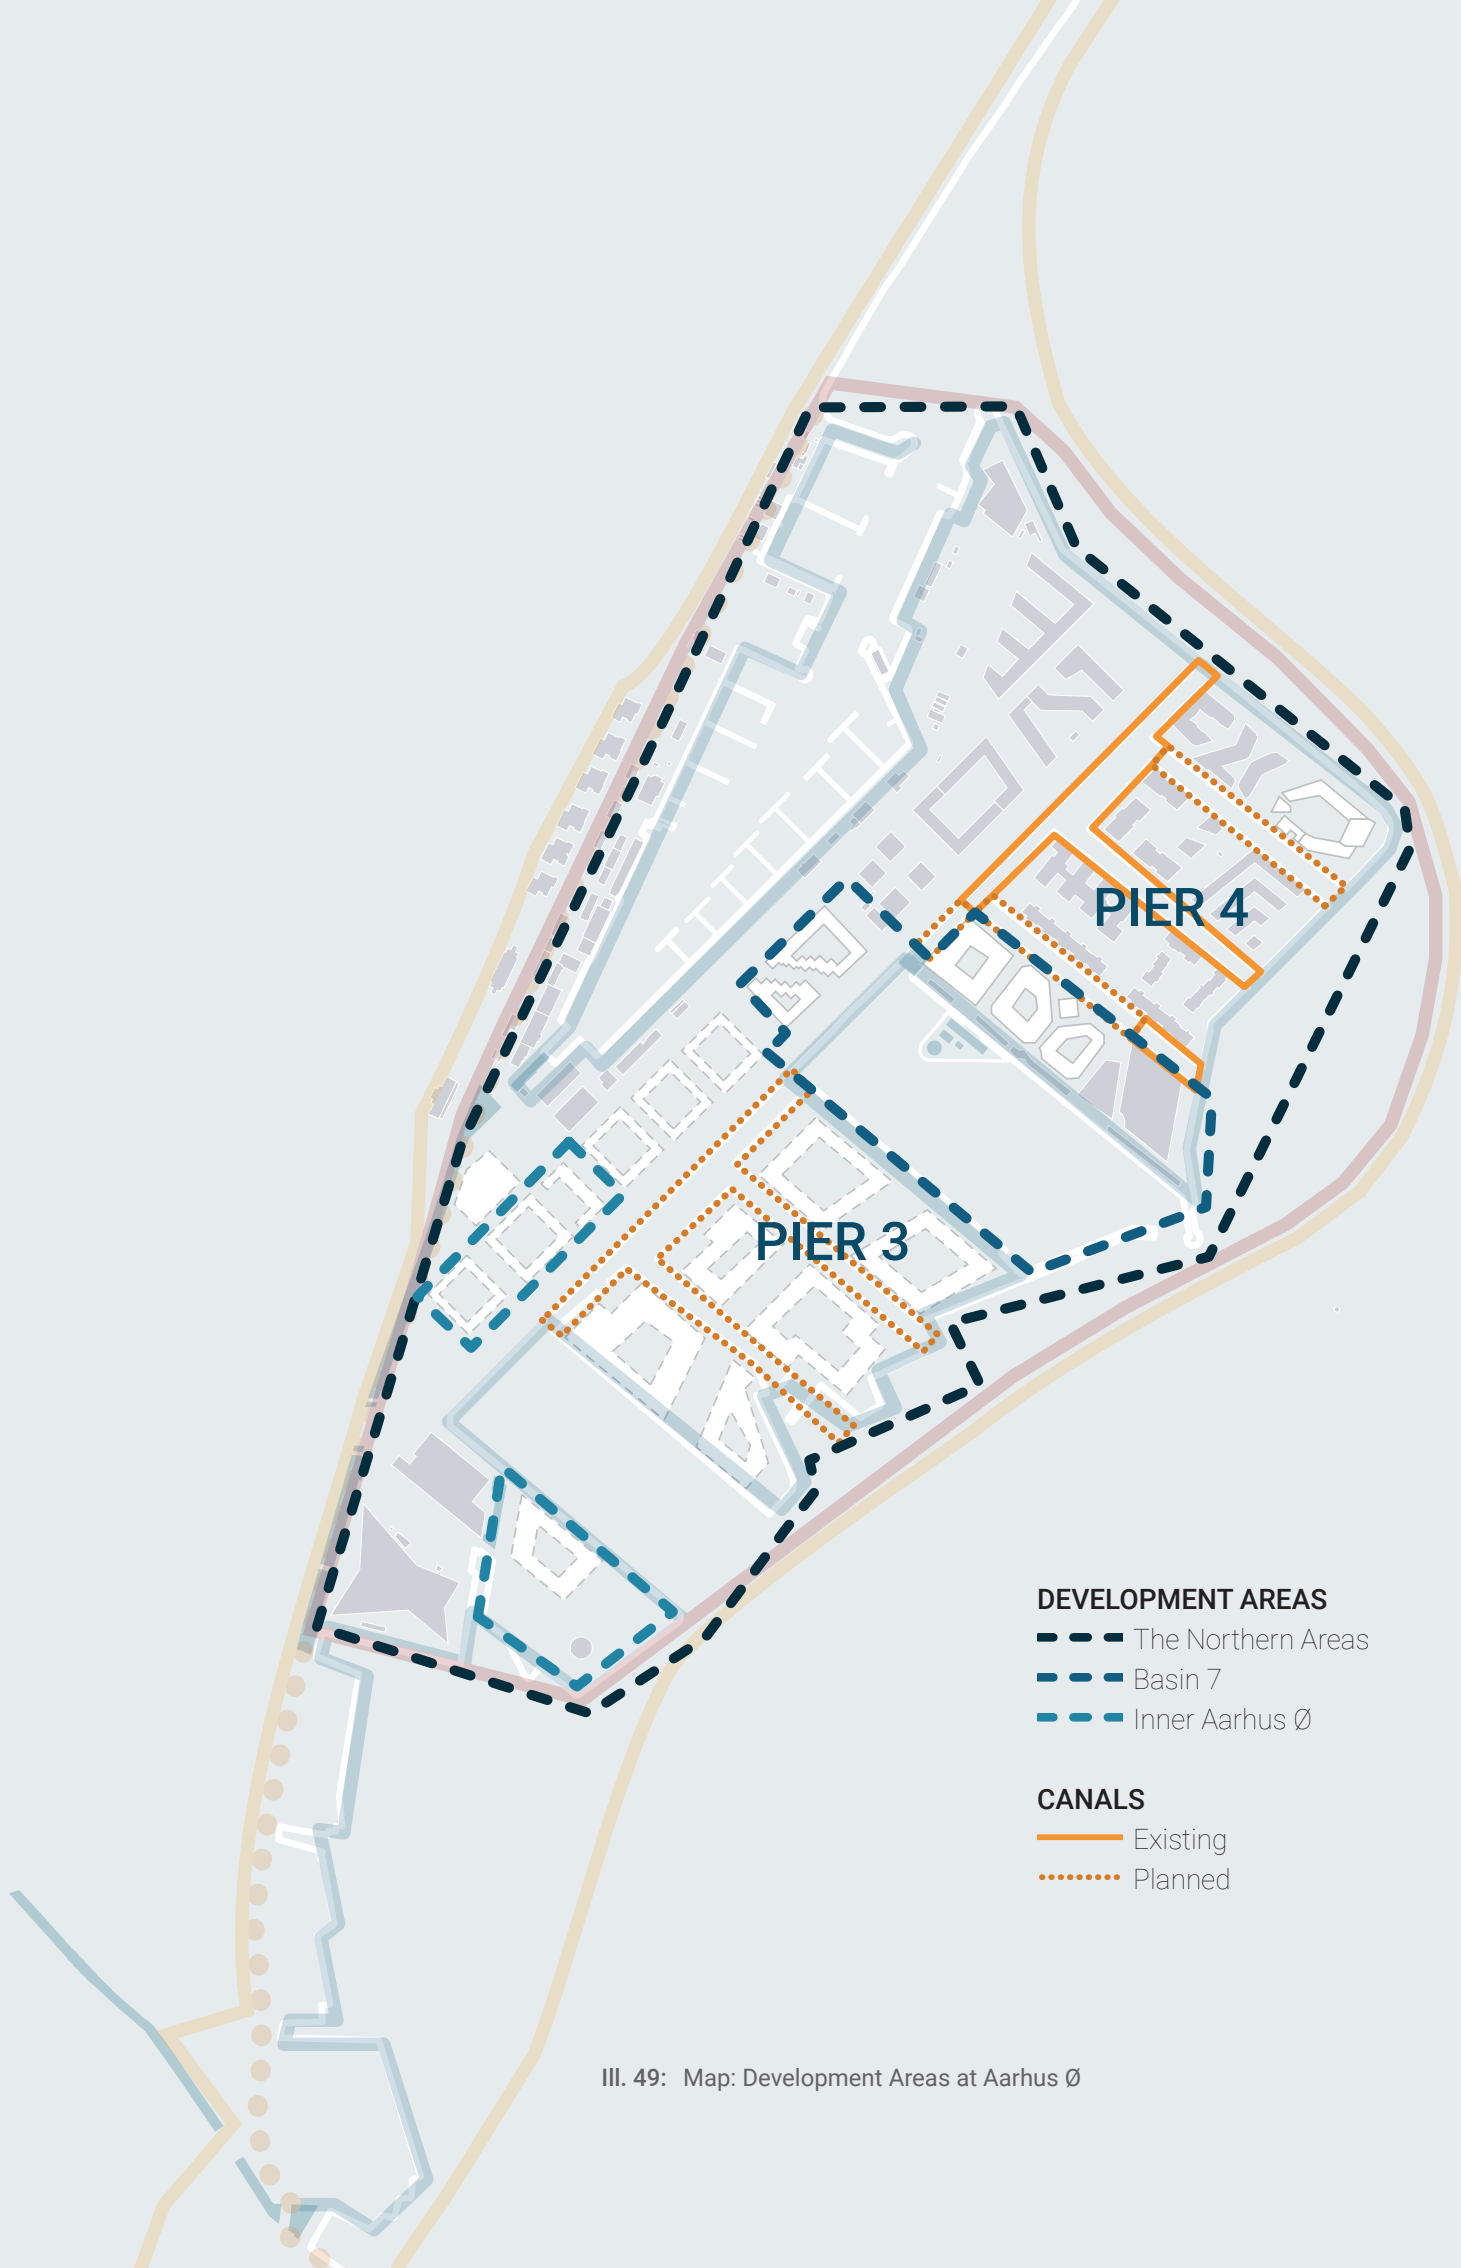 PIER 4
PIER 3
DEVELOPMENT AREAS
The Northern Areas
Basin 7
Inner Aarhus Ø
CANALS
Existing
Planned
Ill. 49: Map: Development Areas at Aarhus Ø